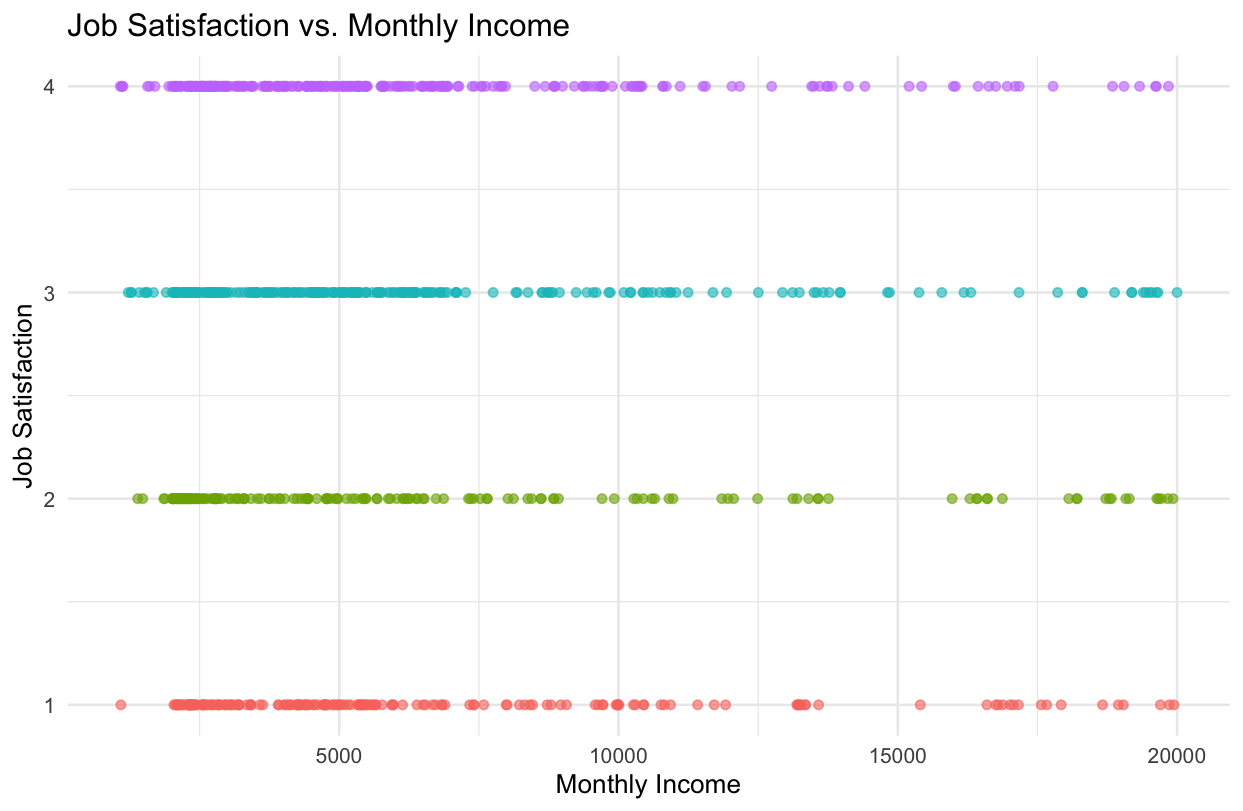 Job Satisfaction vs. Monthly Income
Job Satisfaction
4
3
2
1
5000
10000
15000
20000
Monthly Income